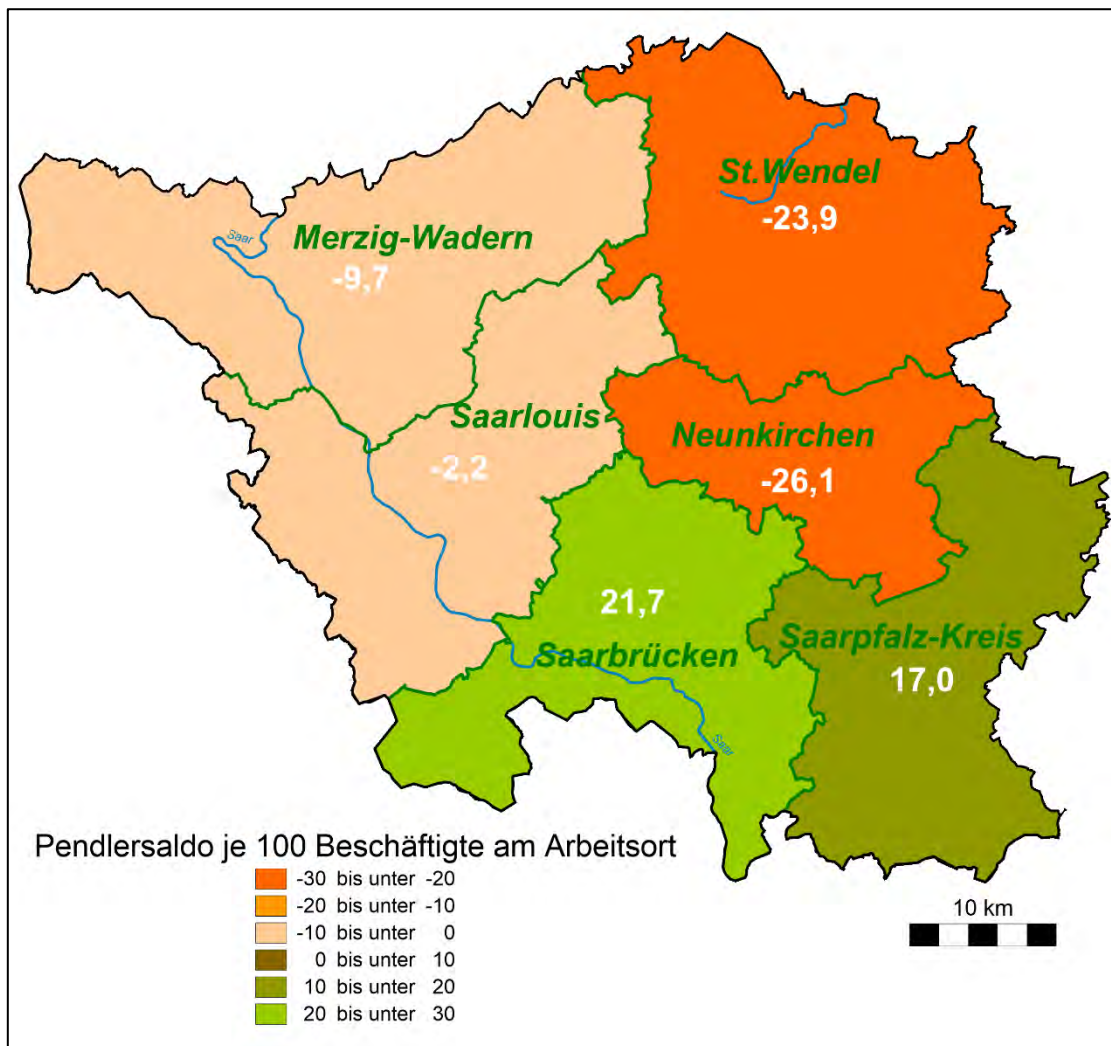 St.Wendel
-23,9
Saar
Merzig-Wadern
-9,7
Saarlouis
-2,2
Neunkirchen
-26,1
21,7
Saarbrücken
Saarpfalz-Kreis
17,0
Saar
Pendlersaldo je 100 Beschäftigte am Arbeitsort
-30 bis unter -20
-20 bis unter -10
-10 bis unter 0
0 bis unter 10
10 bis unter 20
20 bis unter 30
10 km